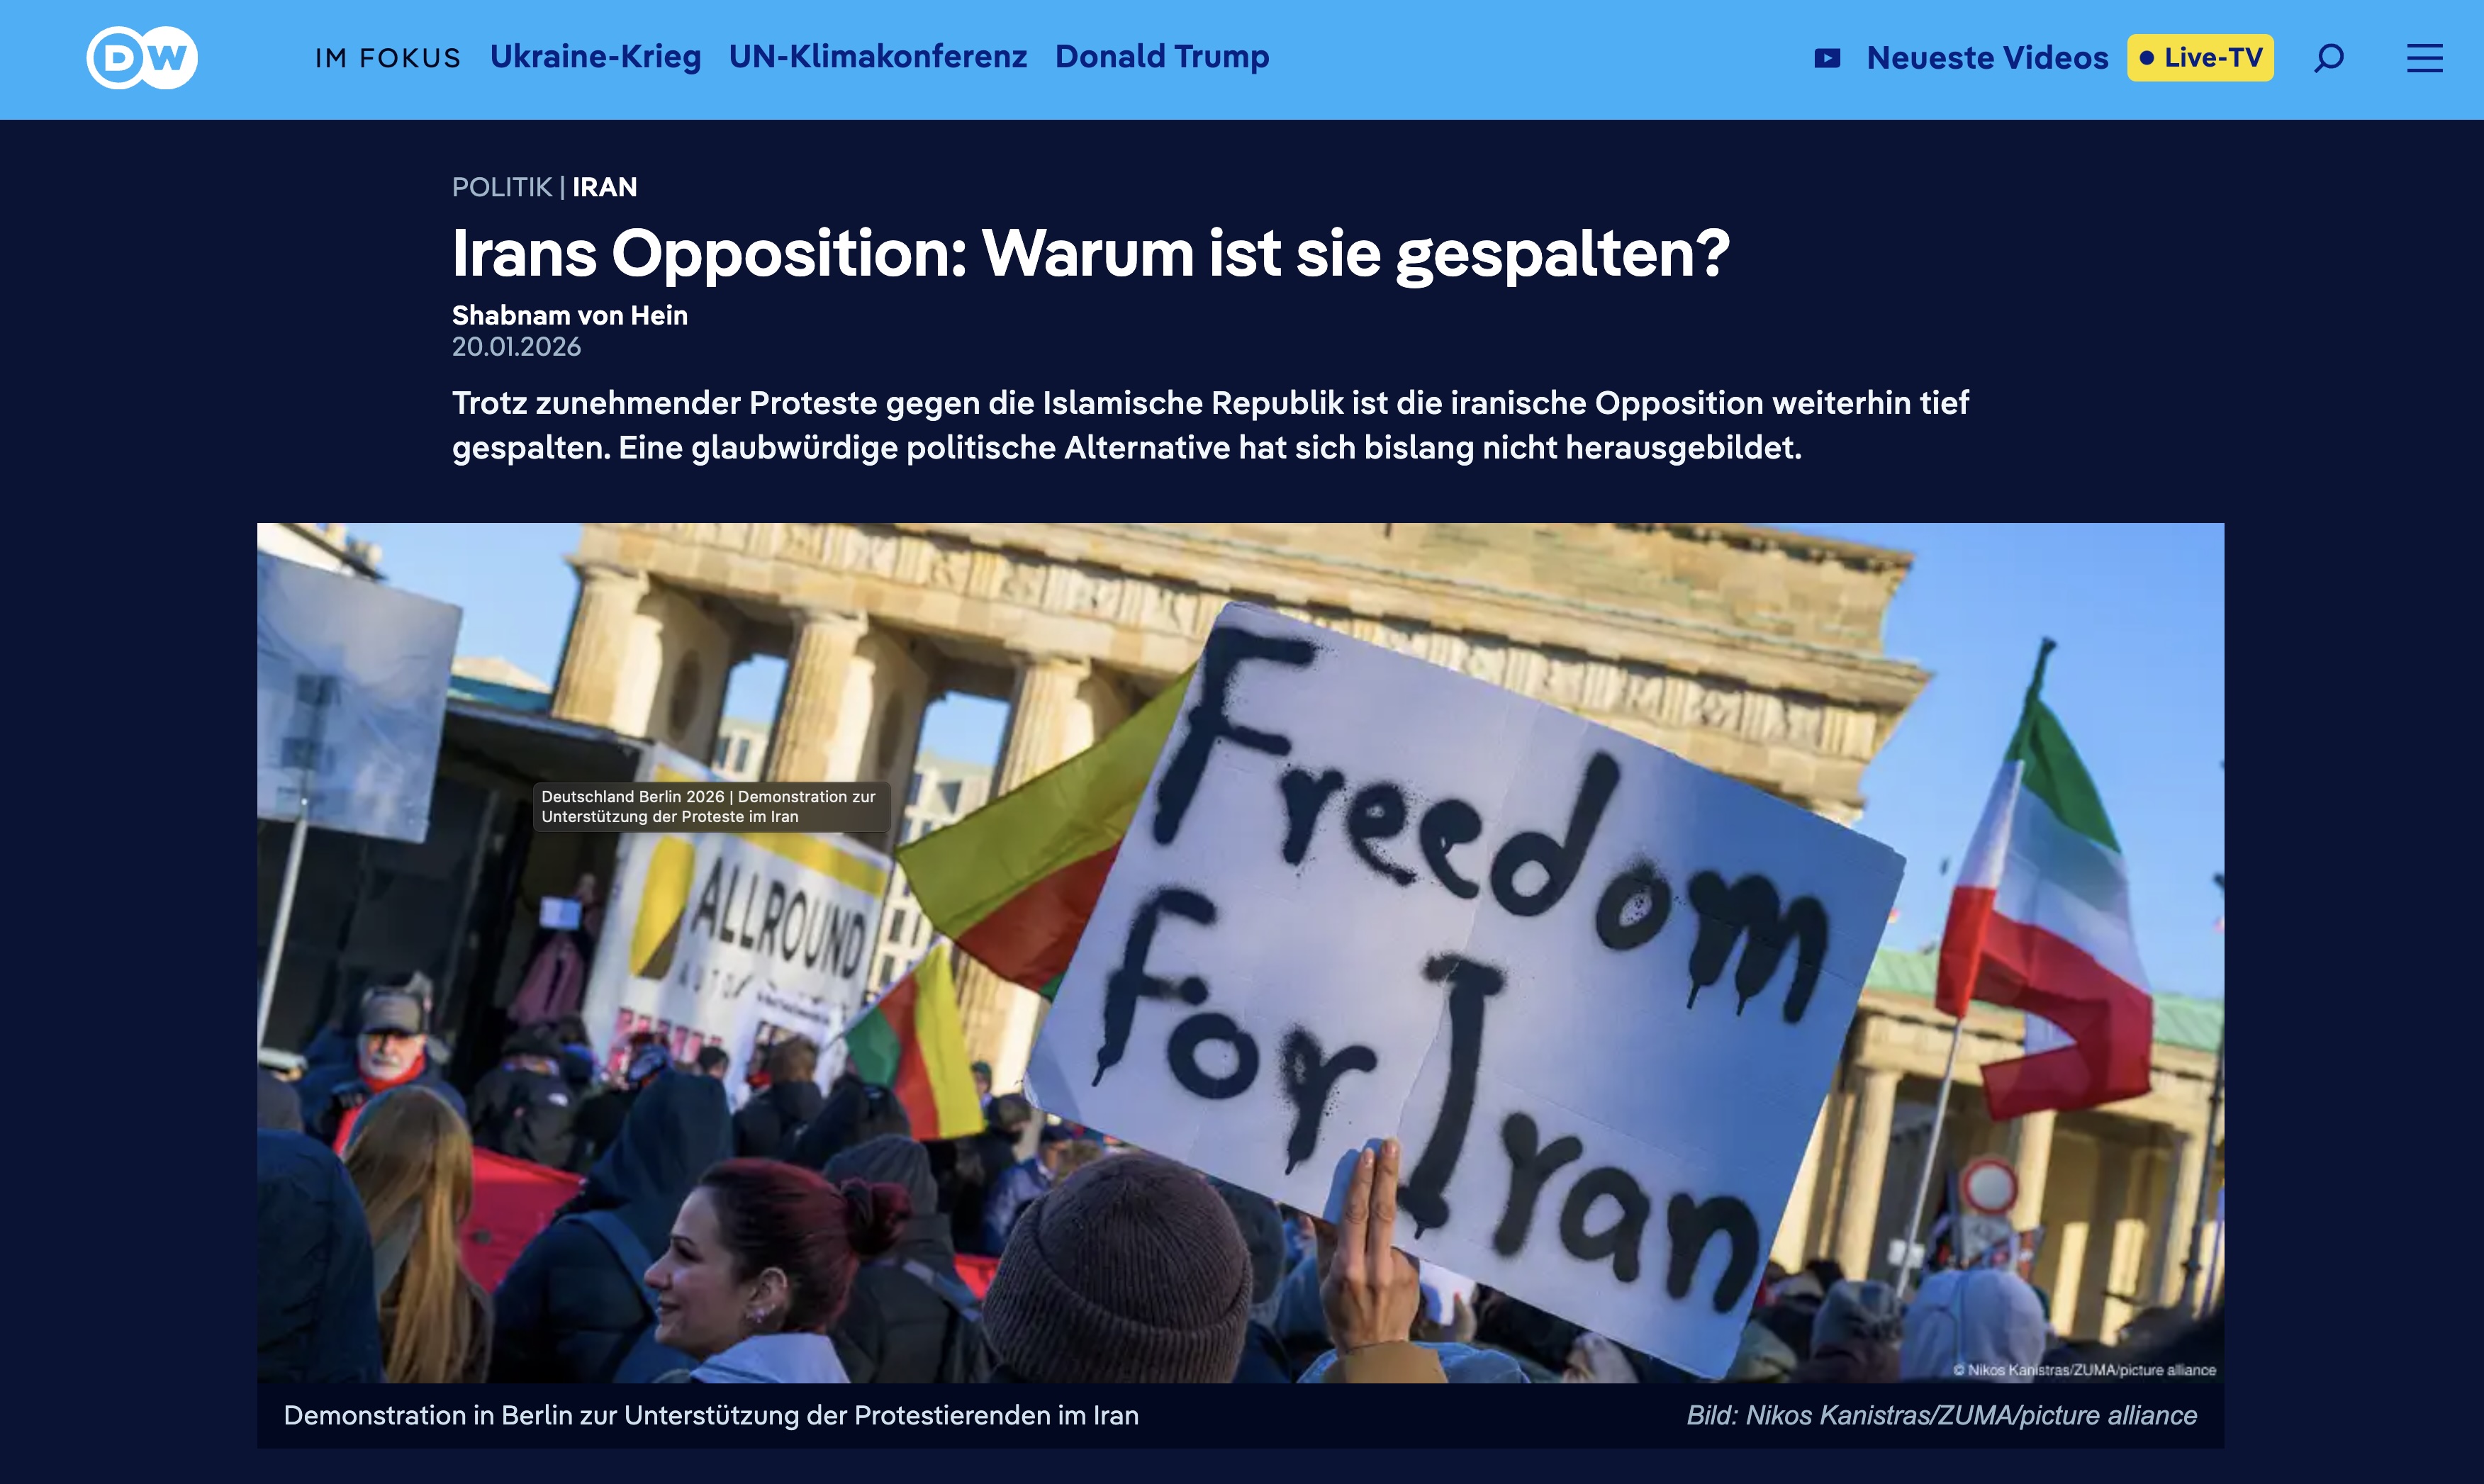 DW
IM FOKUS Ukraine-Krieg UN-Klimakonferenz Donald Trump Neueste Videos Live-TV
POLITIK | IRAN
Irans Opposition: Warum ist sie gespalten?
Shabnam von Hein
20.01.2026
Trotz zunehmender Proteste gegen die Islamische Republik ist die iranische Opposition weiterhin tief
gespalten. Eine glaubwürdige politische Alternative hat sich bislang nicht herausgebildet.
Freedom
For Iran
Deutschland Berlin 2026 | Demonstration zur
Unterstützung der Proteste im Iran
ALLROUND
AUTO
© Nikos Kanistras/ZUMA/picture alliance
Demonstration in Berlin zur Unterstützung der Protestierenden im Iran
Bild: Nikos Kanistras/ZUMA/picture alliance